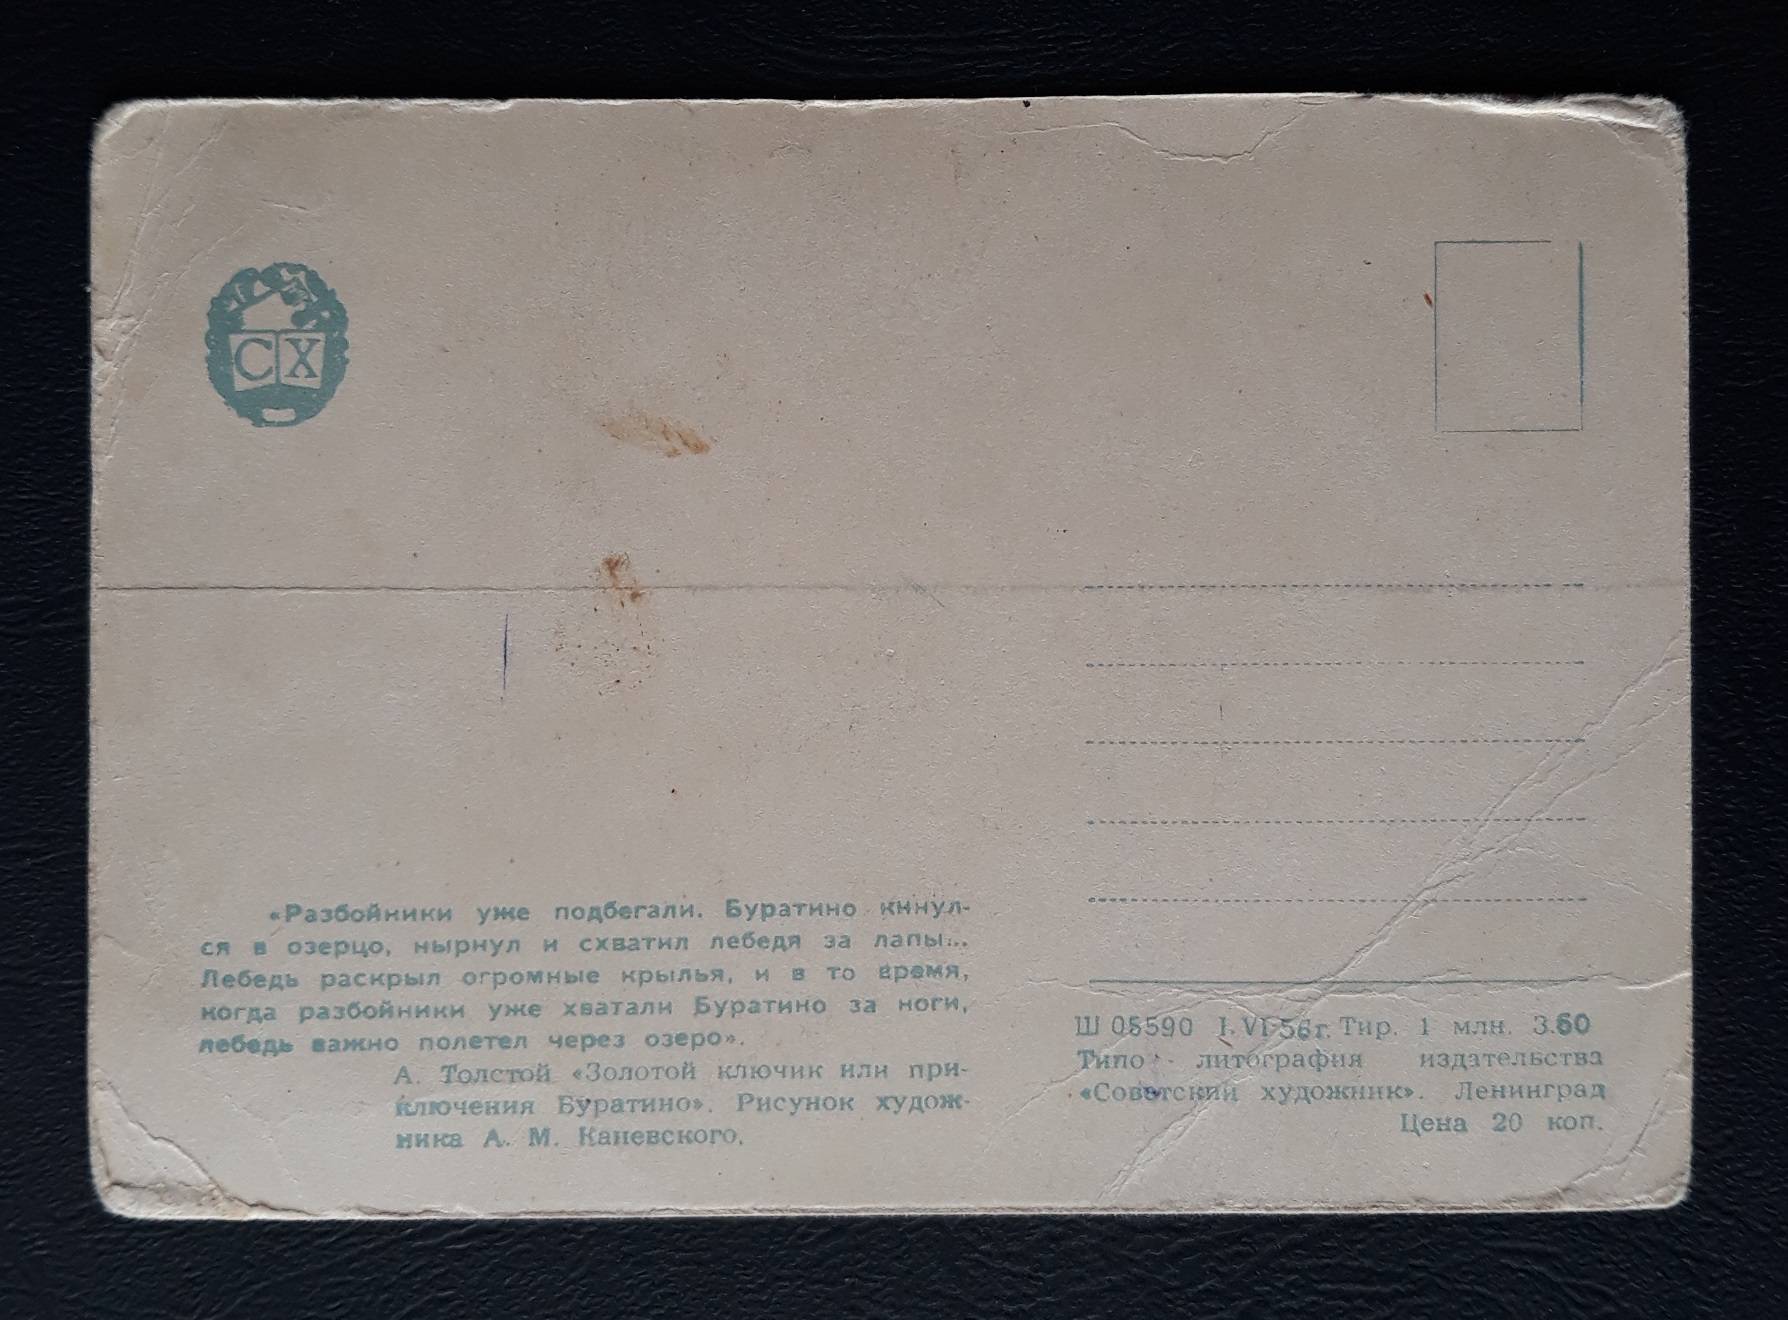 СХ
«Разбойники уже подбегали. Буратино кинул-
ся в озерцо, нырнул и схватил лебедя за лапы...
Лебедь раскрыл огромные крылья, и в то время,
когда разбойники уже хватали Буратино за ноги,
лебедь важно полетел через озеро».
А. Толстой «Золотой ключик или при-
ключения Буратино». Рисунок худож-
ника А. М. Каневского.
Ш 05590 I-VI-56г. Тир. 1 млн. З.60
Типо - литография издательства
«Советский художник». Ленинград
Цена 20 коп.